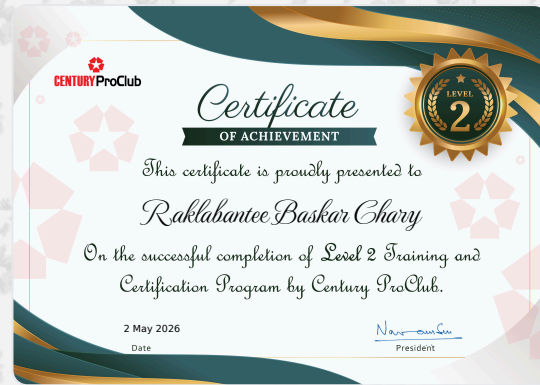 CENTURY ProClub
LEVEL
2
Certificate
OF ACHIEVEMENT
This certificate is proudly presented to
Raklabantee Baskar Chary
On the successful completion of Level 2 Training and
Certification Program by Century ProClub.
2 May 2026
Date
President